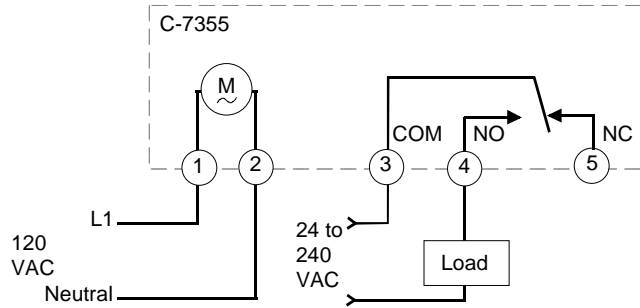 C-7355
M
~
COM
NO
NC
1
2
3
4
5
L1
120
VAC
Neutral
24 to
240
VAC
Load